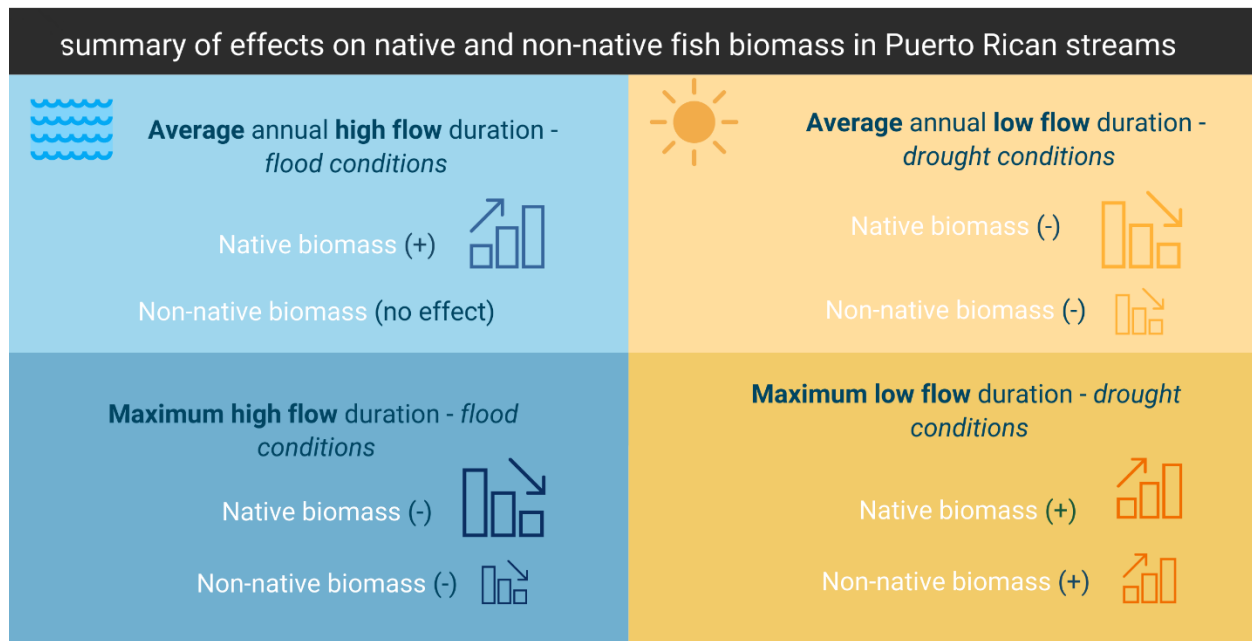 summary of effects on native and non-native fish biomass in Puerto Rican streams
Average annual high flow duration -
flood conditions
Native biomass (+)
Non-native biomass (no effect)
Average annual low flow duration -
drought conditions
Native biomass (-)
Non-native biomass (-)
Maximum high flow duration - flood
conditions
Native biomass (-)
Non-native biomass (-)
Maximum low flow duration - drought
conditions
Native biomass (+)
Non-native biomass (+)